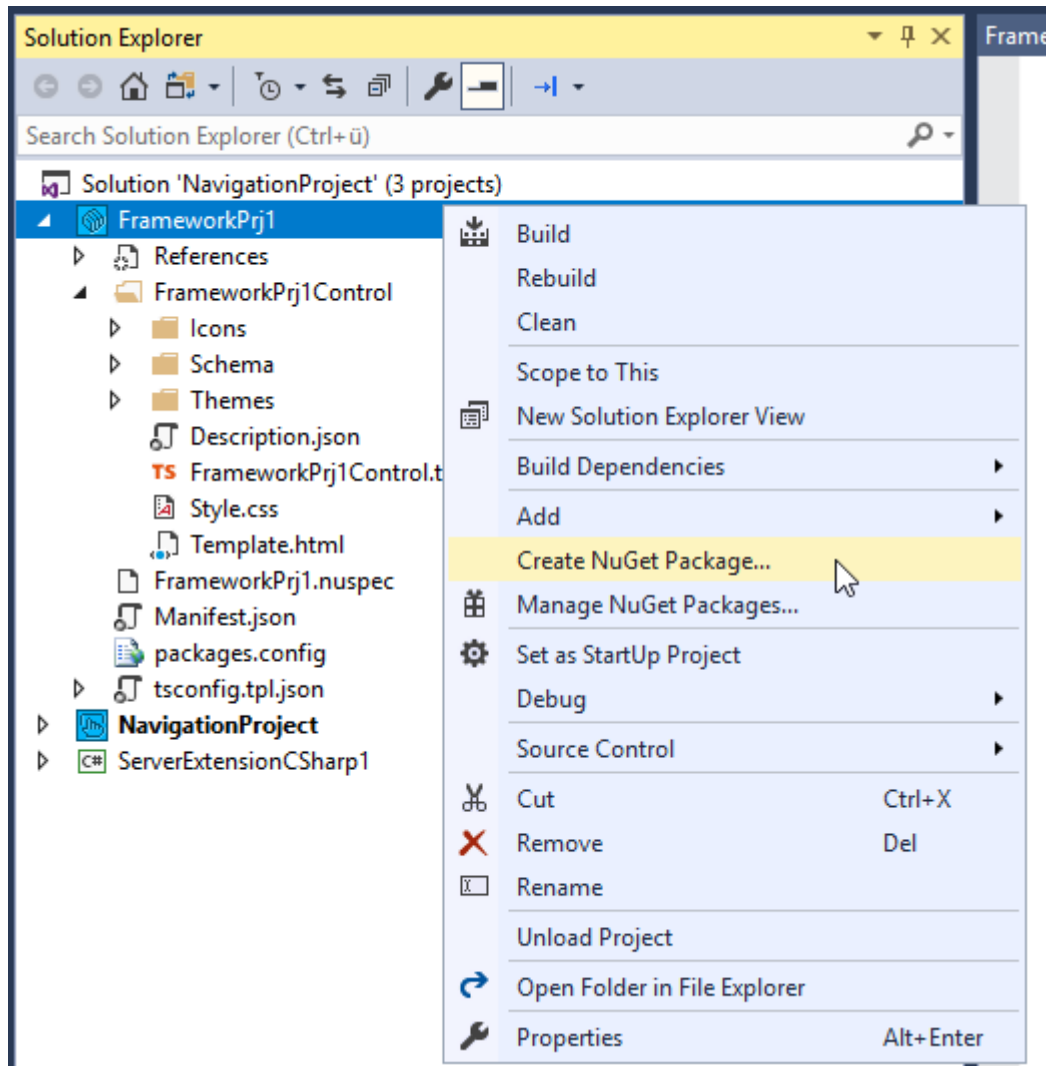 Solution Explorer
Frame
Search Solution Explorer (Ctrl+ü)
Solution 'NavigationProject' (3 projects)
FrameworkPrj1
References
FrameworkPrj1Control
Icons
Schema
Themes
Description.json
TS FrameworkPrj1Control.t
Style.css
Template.html
FrameworkPrj1.nuspec
Manifest.json
packages.config
tsconfig.tpl.json
NavigationProject
C# ServerExtensionCSharp1
Build
Rebuild
Clean
Scope to This
New Solution Explorer View
Build Dependencies
Add
Create NuGet Package...
Manage NuGet Packages...
Set as StartUp Project
Debug
Source Control
Cut Ctrl+X
Remove Del
Rename
Unload Project
Open Folder in File Explorer
Properties Alt+Enter